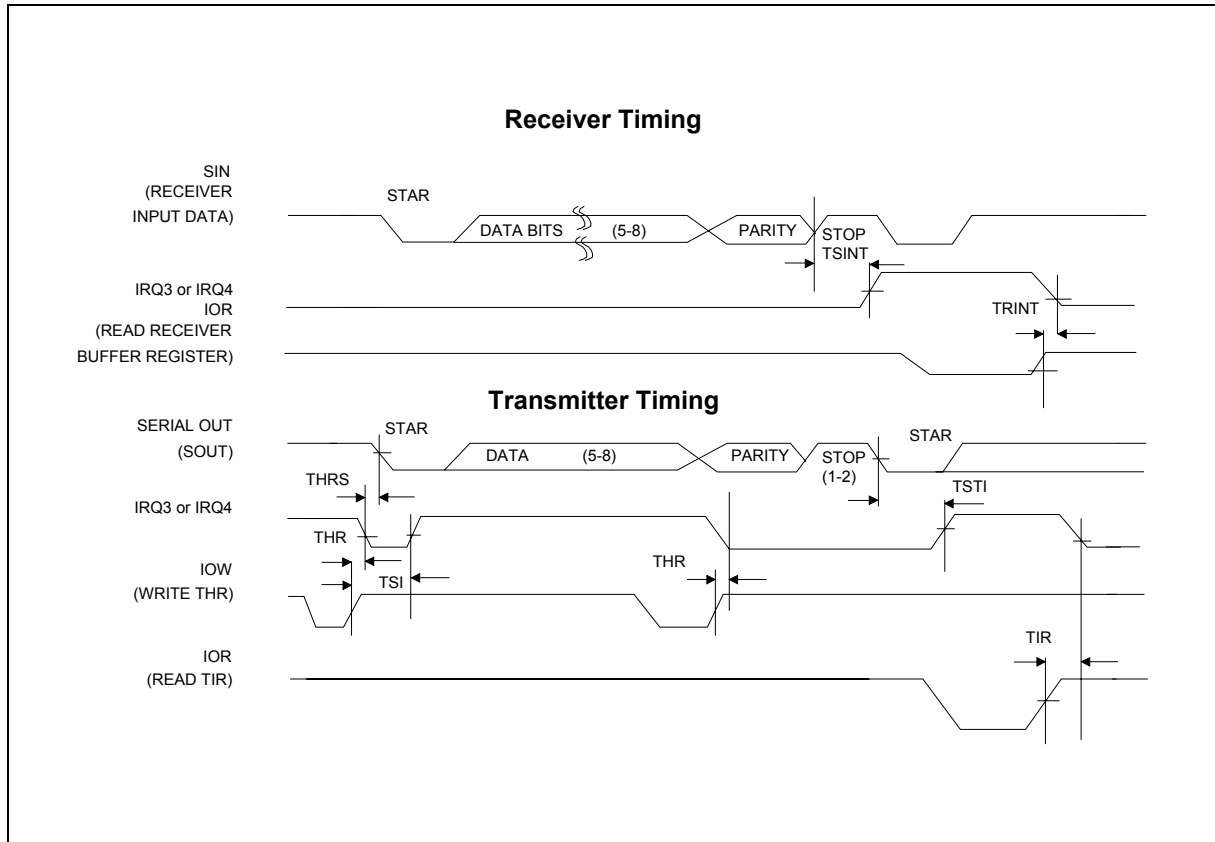 Receiver Timing
SIN
(RECEIVER
INPUT DATA)
STAR
DATA BITS (5-8)
PARITY
STOP
TSINT
IRQ3 or IRQ4
IOR
(READ RECEIVER
BUFFER REGISTER)
TRINT
Transmitter Timing
SERIAL OUT
(SOUT)
STAR
DATA (5-8)
PARITY
STOP
(1-2)
STAR
THRS
IRQ3 or IRQ4
TSTI
THR
THR
IOW
(WRITE THR)
TSI
IOR
(READ TIR)
TIR